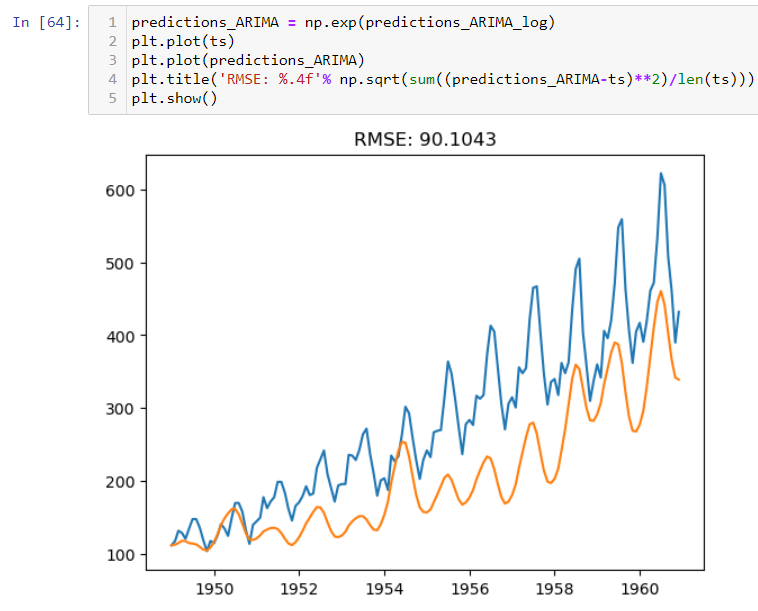 In [64]:
1 predictions_ARIMA = np.exp(predictions_ARIMA_log)
2 plt.plot(ts)
3 plt.plot(predictions_ARIMA)
4 plt.title('RMSE: %.4f'% np.sqrt(sum((predictions_ARIMA-ts)**2)/len(ts)))
5 plt.show()
RMSE: 90.1043
600
500
400
300
200
100
1950 1952 1954 1956 1958 1960